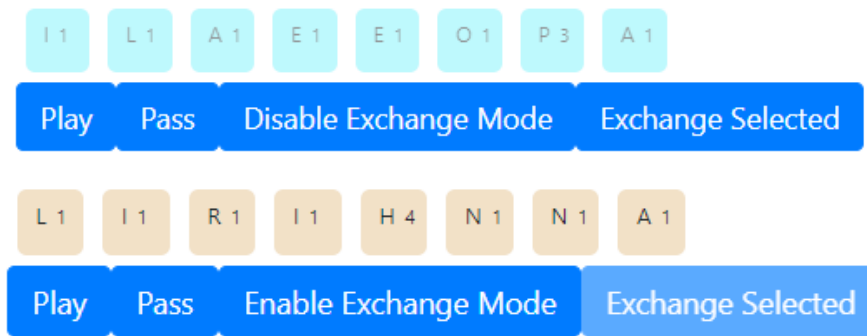 I 1 L 1 A 1 E 1 E 1 O 1 P 3 A 1
Play Pass Disable Exchange Mode Exchange Selected
L 1 I 1 R 1 I 1 H 4 N 1 N 1 A 1
Play Pass Enable Exchange Mode Exchange Selected